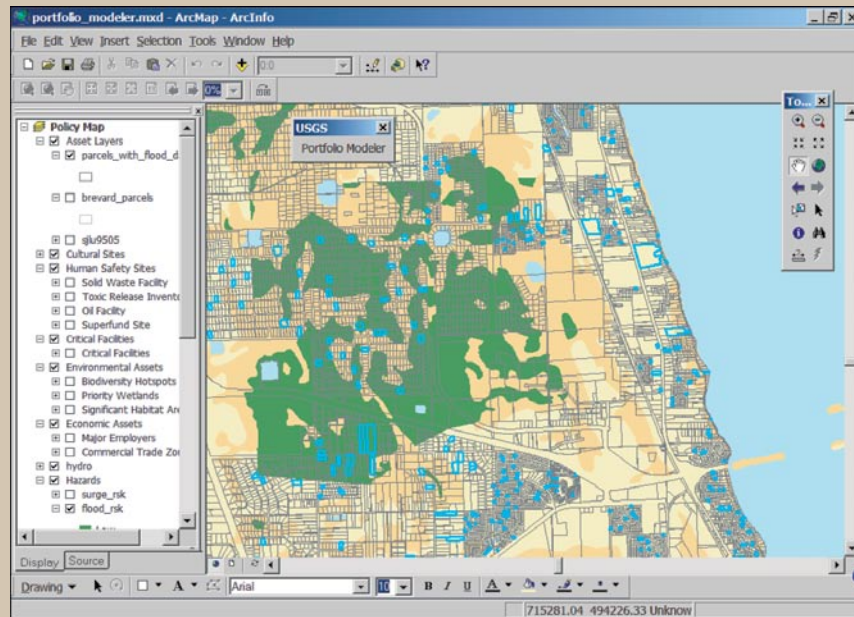 portfolio_modeler.mxd - ArcMap - ArcInfo
File Edit View Insert Selection Tools Window Help
0:0
0%
Policy Map
Asset Layers
parcels_with_flood_d
brevard_parcels
sjlu9505
Cultural Sites
Human Safety Sites
Solid Waste Facility
Toxic Release Invento
Oil Facility
Superfund Site
Critical Facilities
Critical Facilities
Environmental Assets
Biodiversity Hotspots
Priority Wetlands
Significant Habitat Are
Economic Assets
Major Employers
Commercial Trade Zo
hydro
Hazards
surge_rsk
flood_rsk
Display Source
USGS
Portfolio Modeler
To...
Drawing A Arial 10 B I U A
715281.04 494226.33 Unknow